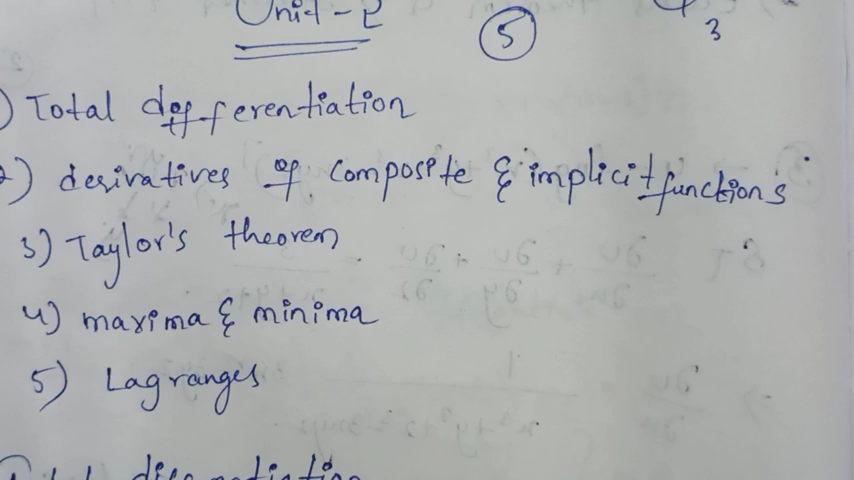 Unit-2
5
3
1) Total differentiation
2) derivatives of composite & implicit functions
3) Taylor's theorem
4) maxima & minima
5) Lagranges